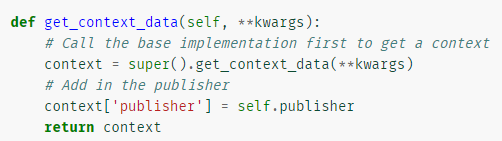 def get_context_data(self, **kwargs):
    # Call the base implementation first to get a context
    context = super().get_context_data(**kwargs)
    # Add in the publisher
    context['publisher'] = self.publisher
    return context